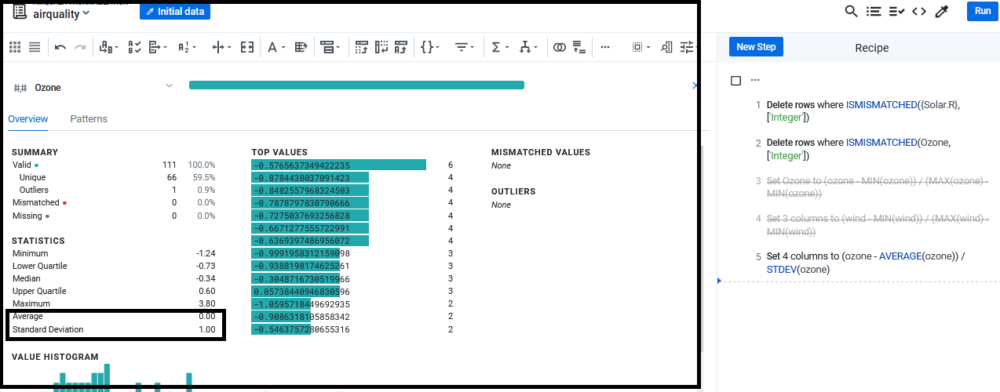 airquality
Initial data
Run
New Step
Recipe
Ozone
Overview
Patterns
SUMMARY
Valid 111 100.0%
Unique 66 59.5%
Outliers 1 0.9%
Mismatched 0 0.0%
Missing 0 0.0%
STATISTICS
Minimum -1.24
Lower Quartile -0.73
Median -0.34
Upper Quartile 0.60
Maximum 3.80
Average 0.00
Standard Deviation 1.00
VALUE HISTOGRAM
TOP VALUES
-0.5765637349422235 6
-0.8784438037091423 4
-0.8482557968324503 4
-0.7878797830790666 4
-0.7275037693256828 4
-0.6671277555722991 4
-0.6369397486956072 4
-0.9991958312159098 3
-0.9388198174625261 3
-0.3048716730519966 3
0.05738440946830596 3
-1.0595718449692935 2
-0.9086318105858342 2
-0.5463757280655316 2
MISMATCHED VALUES
None
OUTLIERS
None
1 Delete rows where ISMISMATCHED({Solar.R},
['Integer'])
2 Delete rows where ISMISMATCHED(Ozone,
['Integer'])
3 Set Ozone to (ozone - MIN(ozone)) / (MAX(ozone) -
MIN(ozone))
4 Set 3 columns to (wind - MIN(wind)) / (MAX(wind) -
MIN(wind))
5 Set 4 columns to (ozone - AVERAGE(ozone)) /
STDEV(ozone)